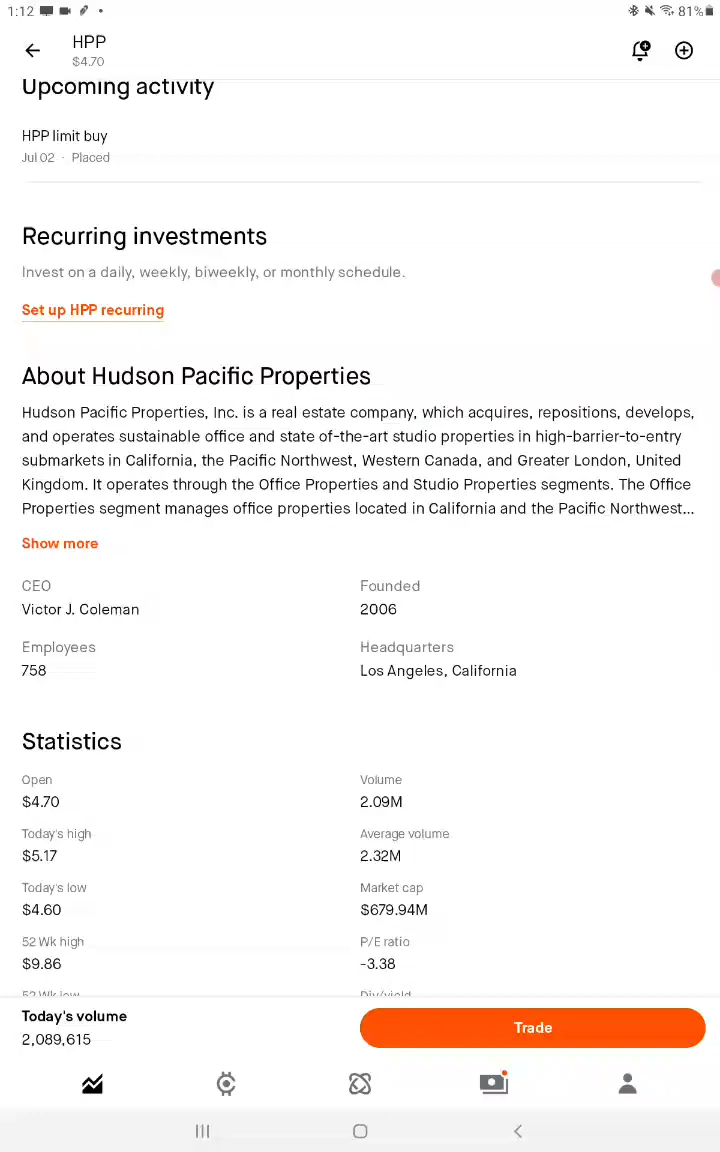 1:12
81%
HPP
$4.70
Upcoming activity
HPP limit buy
Jul 02 · Placed
Recurring investments
Invest on a daily, weekly, biweekly, or monthly schedule.
Set up HPP recurring
About Hudson Pacific Properties
Hudson Pacific Properties, Inc. is a real estate company, which acquires, repositions, develops,
and operates sustainable office and state of-the-art studio properties in high-barrier-to-entry
submarkets in California, the Pacific Northwest, Western Canada, and Greater London, United
Kingdom. It operates through the Office Properties and Studio Properties segments. The Office
Properties segment manages office properties located in California and the Pacific Northwest...
Show more
CEO
Victor J. Coleman
Founded
2006
Employees
758
Headquarters
Los Angeles, California
Statistics
Open
$4.70
Volume
2.09M
Today's high
$5.17
Average volume
2.32M
Today's low
$4.60
Market cap
$679.94M
52 Wk high
$9.86
P/E ratio
-3.38
52 Wk low
Div/yield
Today's volume
2,089,615
Trade